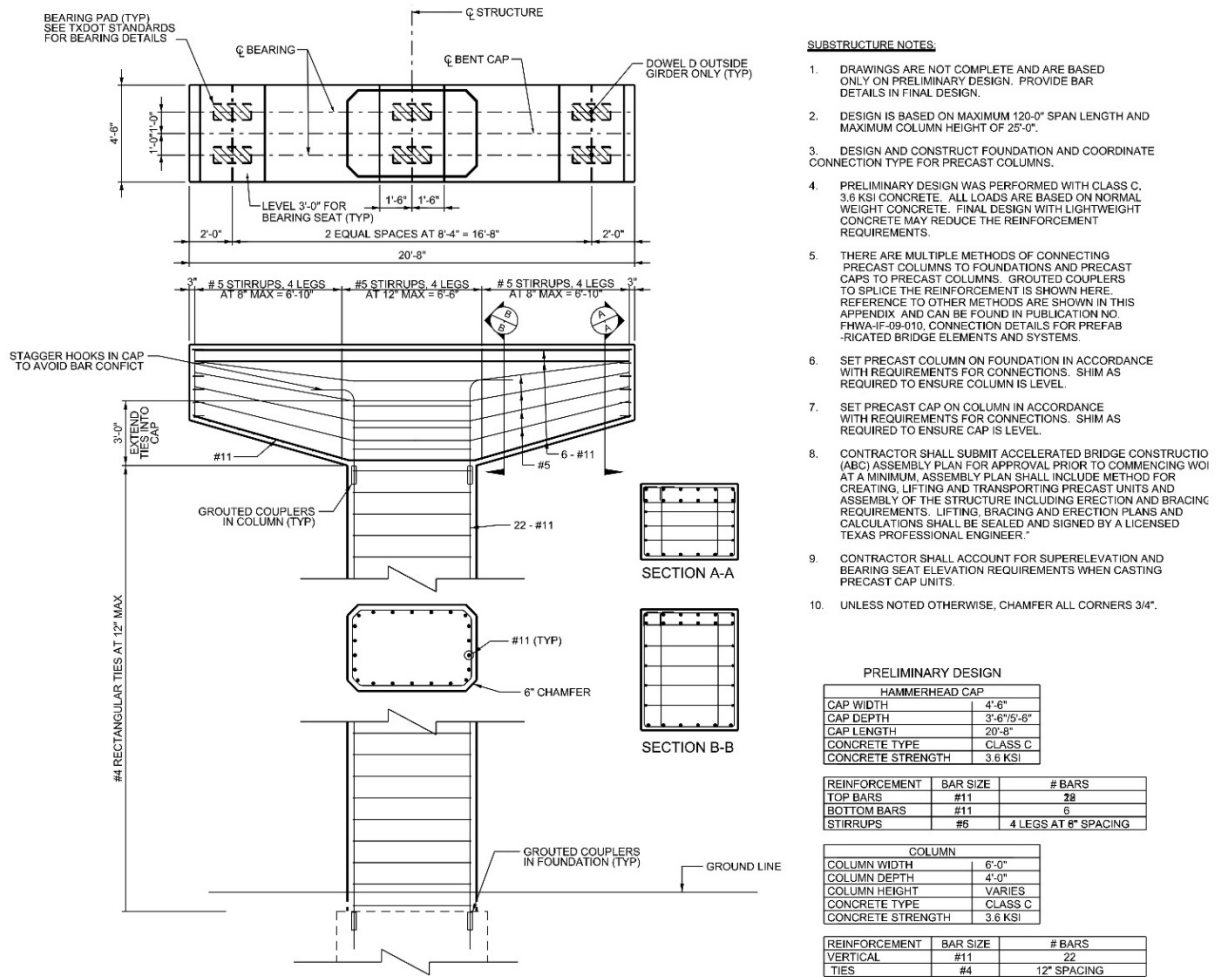 BEARING PAD (TYP)
SEE TXDOT STANDARDS
FOR BEARING DETAILS
℄ STRUCTURE
℄ BEARING
℄ BENT CAP
DOWEL D OUTSIDE
GIRDER ONLY (TYP)
4'-6"
1'-0"
1'-0"
LEVEL 3'-0" FOR
BEARING SEAT (TYP)
1'-6"
1'-6"
2'-0"
2 EQUAL SPACES AT 8'-4" = 16'-8"
2'-0"
20'-8"
3"
# 5 STIRRUPS, 4 LEGS
AT 8" MAX = 6'-10"
#5 STIRRUPS, 4 LEGS
AT 12" MAX = 6'-6"
# 5 STIRRUPS, 4 LEGS
AT 8" MAX = 6'-10"
3"
B
B
A
A
STAGGER HOOKS IN CAP
TO AVOID BAR CONFICT
3'-0"
EXTEND
TIES INTO
CAP
#11
6 - #11
#5
GROUTED COUPLERS
IN COLUMN (TYP)
22 - #11
SECTION A-A
#11 (TYP)
6" CHAMFER
SECTION B-B
#4 RECTANGULAR TIES AT 12" MAX
GROUTED COUPLERS
IN FOUNDATION (TYP)
GROUND LINE
SUBSTRUCTURE NOTES:
1. DRAWINGS ARE NOT COMPLETE AND ARE BASED
ONLY ON PRELIMINARY DESIGN. PROVIDE BAR
DETAILS IN FINAL DESIGN.
2. DESIGN IS BASED ON MAXIMUM 120-0" SPAN LENGTH AND
MAXIMUM COLUMN HEIGHT OF 25'-0".
3. DESIGN AND CONSTRUCT FOUNDATION AND COORDINATE
CONNECTION TYPE FOR PRECAST COLUMNS.
4. PRELIMINARY DESIGN WAS PERFORMED WITH CLASS C,
3.6 KSI CONCRETE. ALL LOADS ARE BASED ON NORMAL
WEIGHT CONCRETE. FINAL DESIGN WITH LIGHTWEIGHT
CONCRETE MAY REDUCE THE REINFORCEMENT
REQUIREMENTS.
5. THERE ARE MULTIPLE METHODS OF CONNECTING
PRECAST COLUMNS TO FOUNDATIONS AND PRECAST
CAPS TO PRECAST COLUMNS. GROUTED COUPLERS
TO SPLICE THE REINFORCEMENT IS SHOWN HERE.
REFERENCE TO OTHER METHODS ARE SHOWN IN THIS
APPENDIX AND CAN BE FOUND IN PUBLICATION NO.
FHWA-IF-09-010, CONNECTION DETAILS FOR PREFAB
-RICATED BRIDGE ELEMENTS AND SYSTEMS.
6. SET PRECAST COLUMN ON FOUNDATION IN ACCORDANCE
WITH REQUIREMENTS FOR CONNECTIONS. SHIM AS
REQUIRED TO ENSURE COLUMN IS LEVEL.
7. SET PRECAST CAP ON COLUMN IN ACCORDANCE
WITH REQUIREMENTS FOR CONNECTIONS. SHIM AS
REQUIRED TO ENSURE CAP IS LEVEL.
8. CONTRACTOR SHALL SUBMIT ACCELERATED BRIDGE CONSTRUCTIO
(ABC) ASSEMBLY PLAN FOR APPROVAL PRIOR TO COMMENCING WO
AT A MINIMUM, ASSEMBLY PLAN SHALL INCLUDE METHOD FOR
CREATING, LIFTING AND TRANSPORTING PRECAST UNITS AND
ASSEMBLY OF THE STRUCTURE INCLUDING ERECTION AND BRACING
REQUIREMENTS. LIFTING, BRACING AND ERECTION PLANS AND
CALCULATIONS SHALL BE SEALED AND SIGNED BY A LICENSED
TEXAS PROFESSIONAL ENGINEER."
9. CONTRACTOR SHALL ACCOUNT FOR SUPERELEVATION AND
BEARING SEAT ELEVATION REQUIREMENTS WHEN CASTING
PRECAST CAP UNITS.
10. UNLESS NOTED OTHERWISE, CHAMFER ALL CORNERS 3/4".
PRELIMINARY DESIGN
HAMMERHEAD CAP
CAP WIDTH 4'-6"
CAP DEPTH 3'-6"/5'-6"
CAP LENGTH 20'-8"
CONCRETE TYPE CLASS C
CONCRETE STRENGTH 3.6 KSI
REINFORCEMENT BAR SIZE # BARS
TOP BARS #11
BOTTOM BARS #11 6
STIRRUPS 4 LEGS AT 6" SPACING
COLUMN
COLUMN WIDTH 6'-0"
COLUMN DEPTH 4'-0"
COLUMN HEIGHT VARIES
CONCRETE TYPE CLASS C
CONCRETE STRENGTH 3.6 KSI
REINFORCEMENT BAR SIZE # BARS
VERTICAL #11 22
TIES #4 12" SPACING